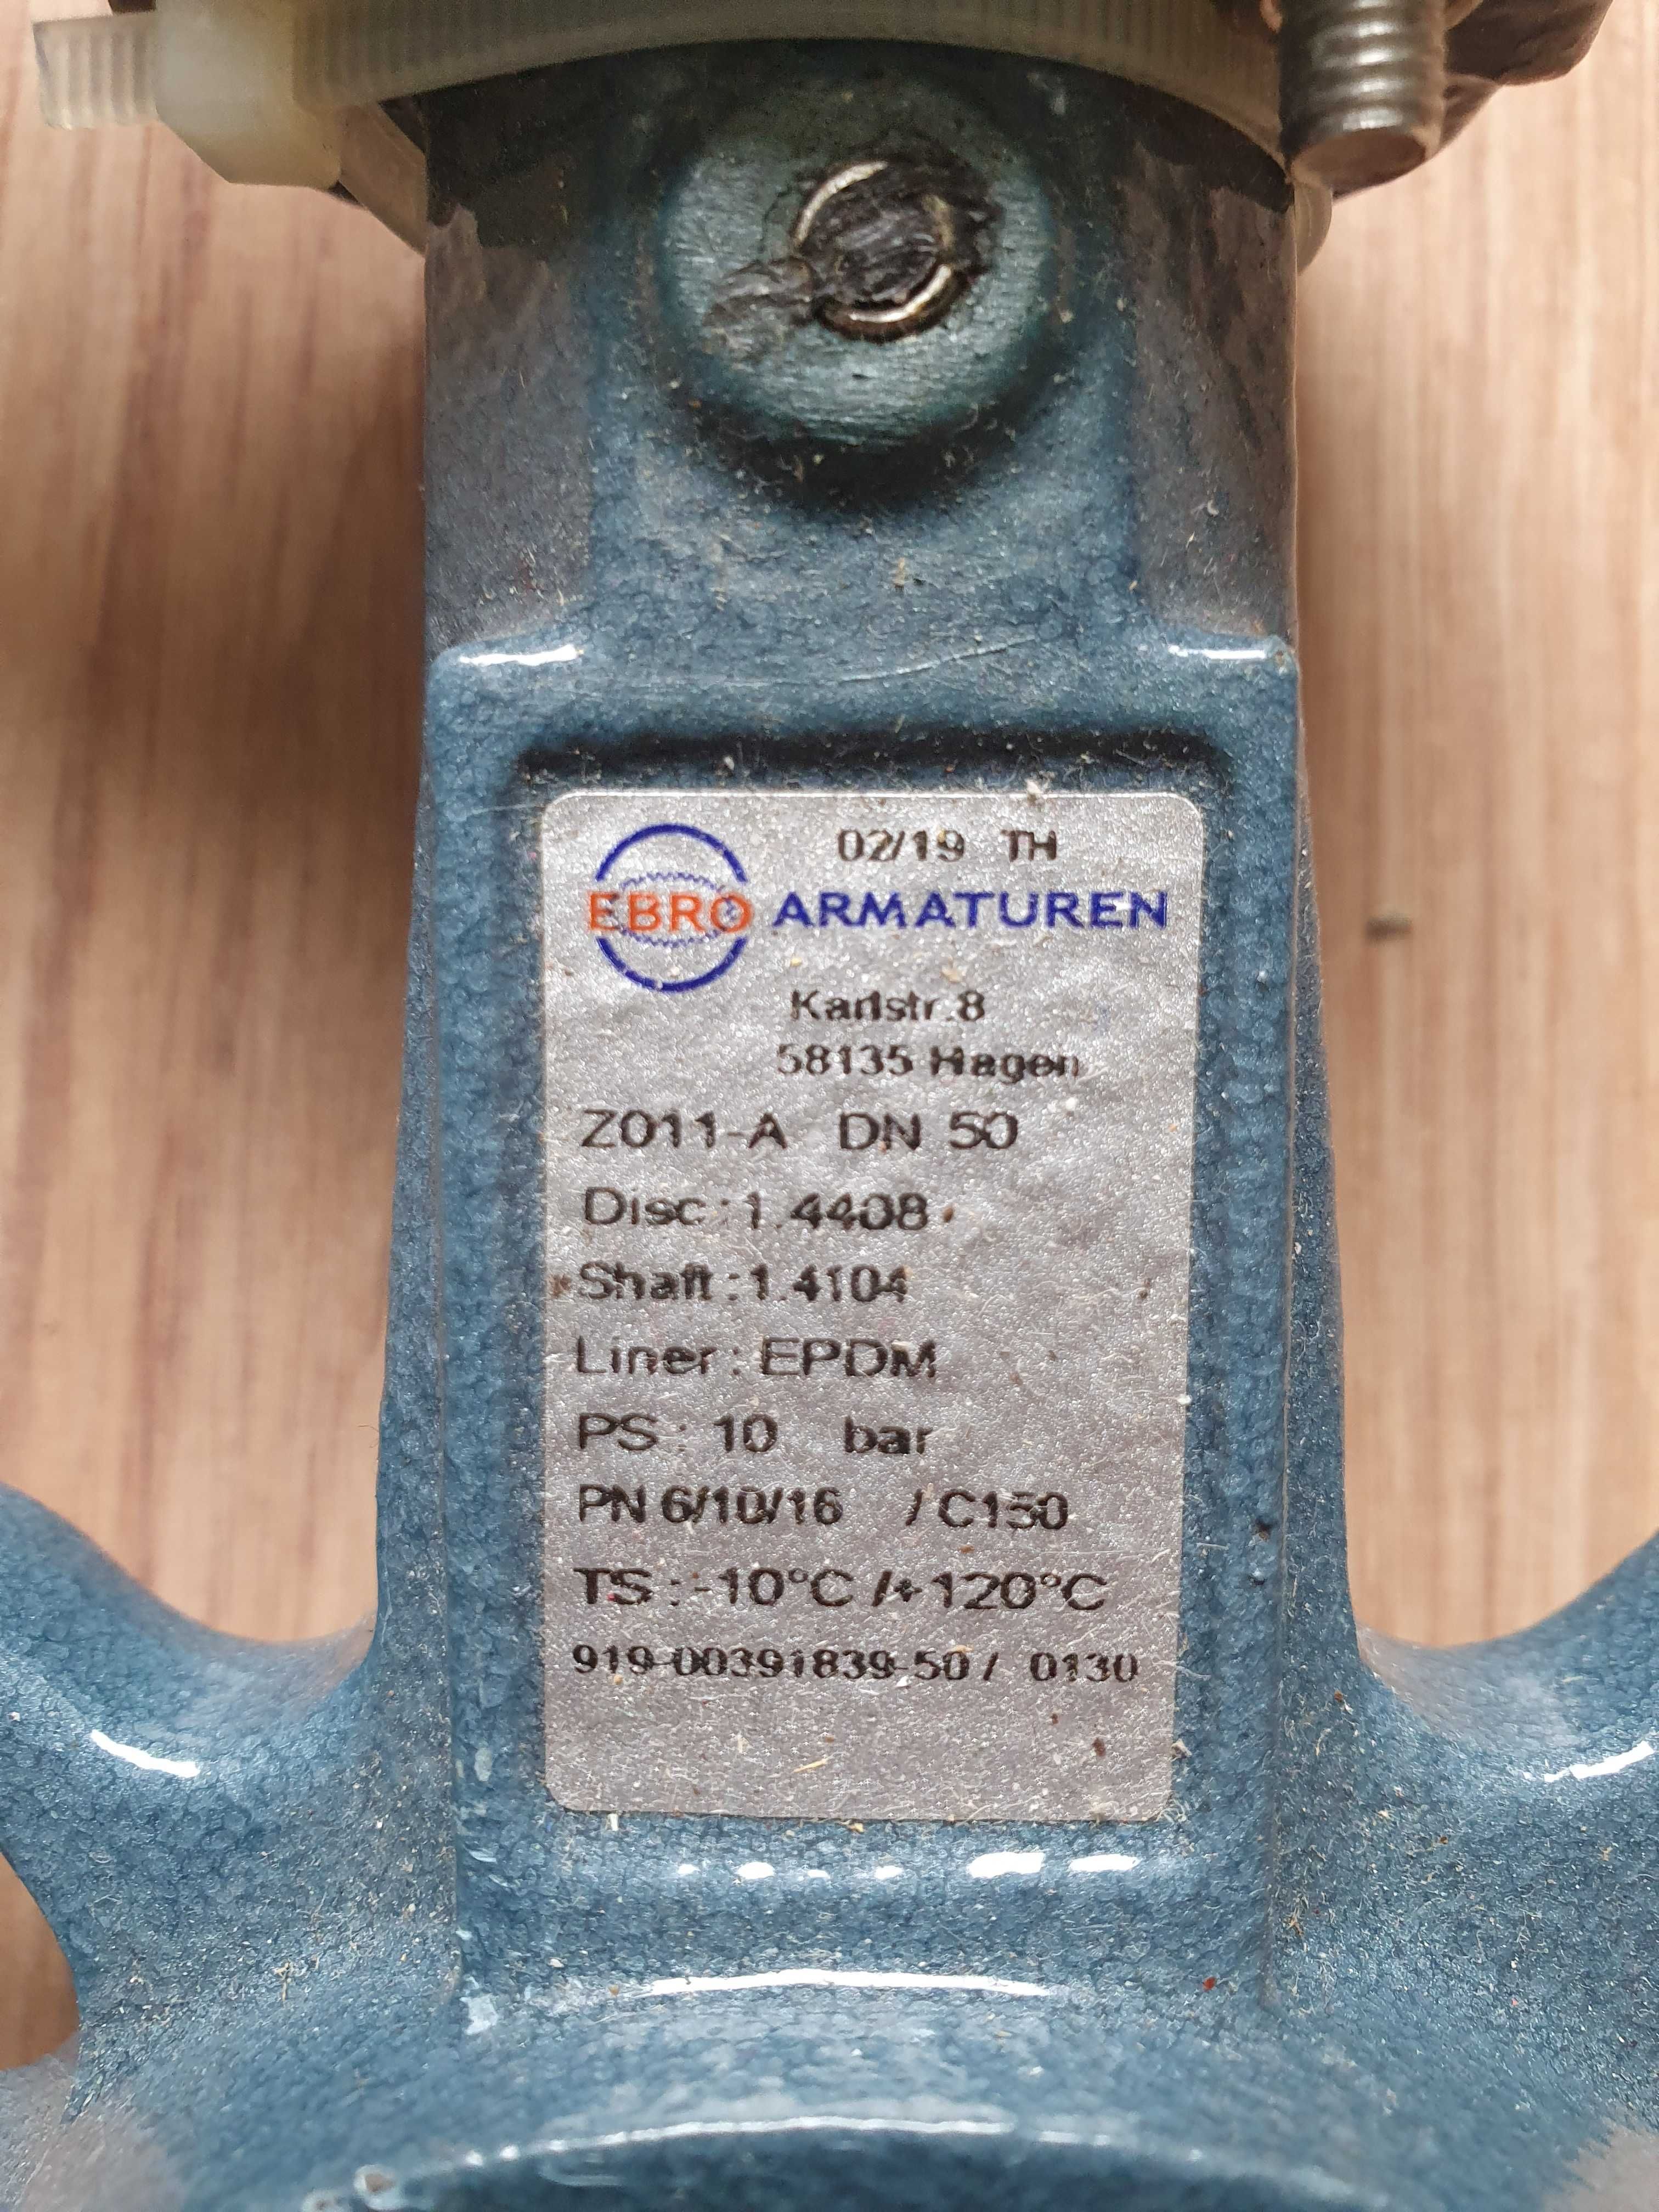 02/19 TH
EBRO ARMATUREN
Karlstr.8
58135 Hagen
Z011-A DN 50
Disc:1.4408
Shaft:1.4104
Liner: EPDM
PS: 10 bar
PN 6/10/16 / C150
TS: -10°C /+120°C
919-00391839-50 / 0130